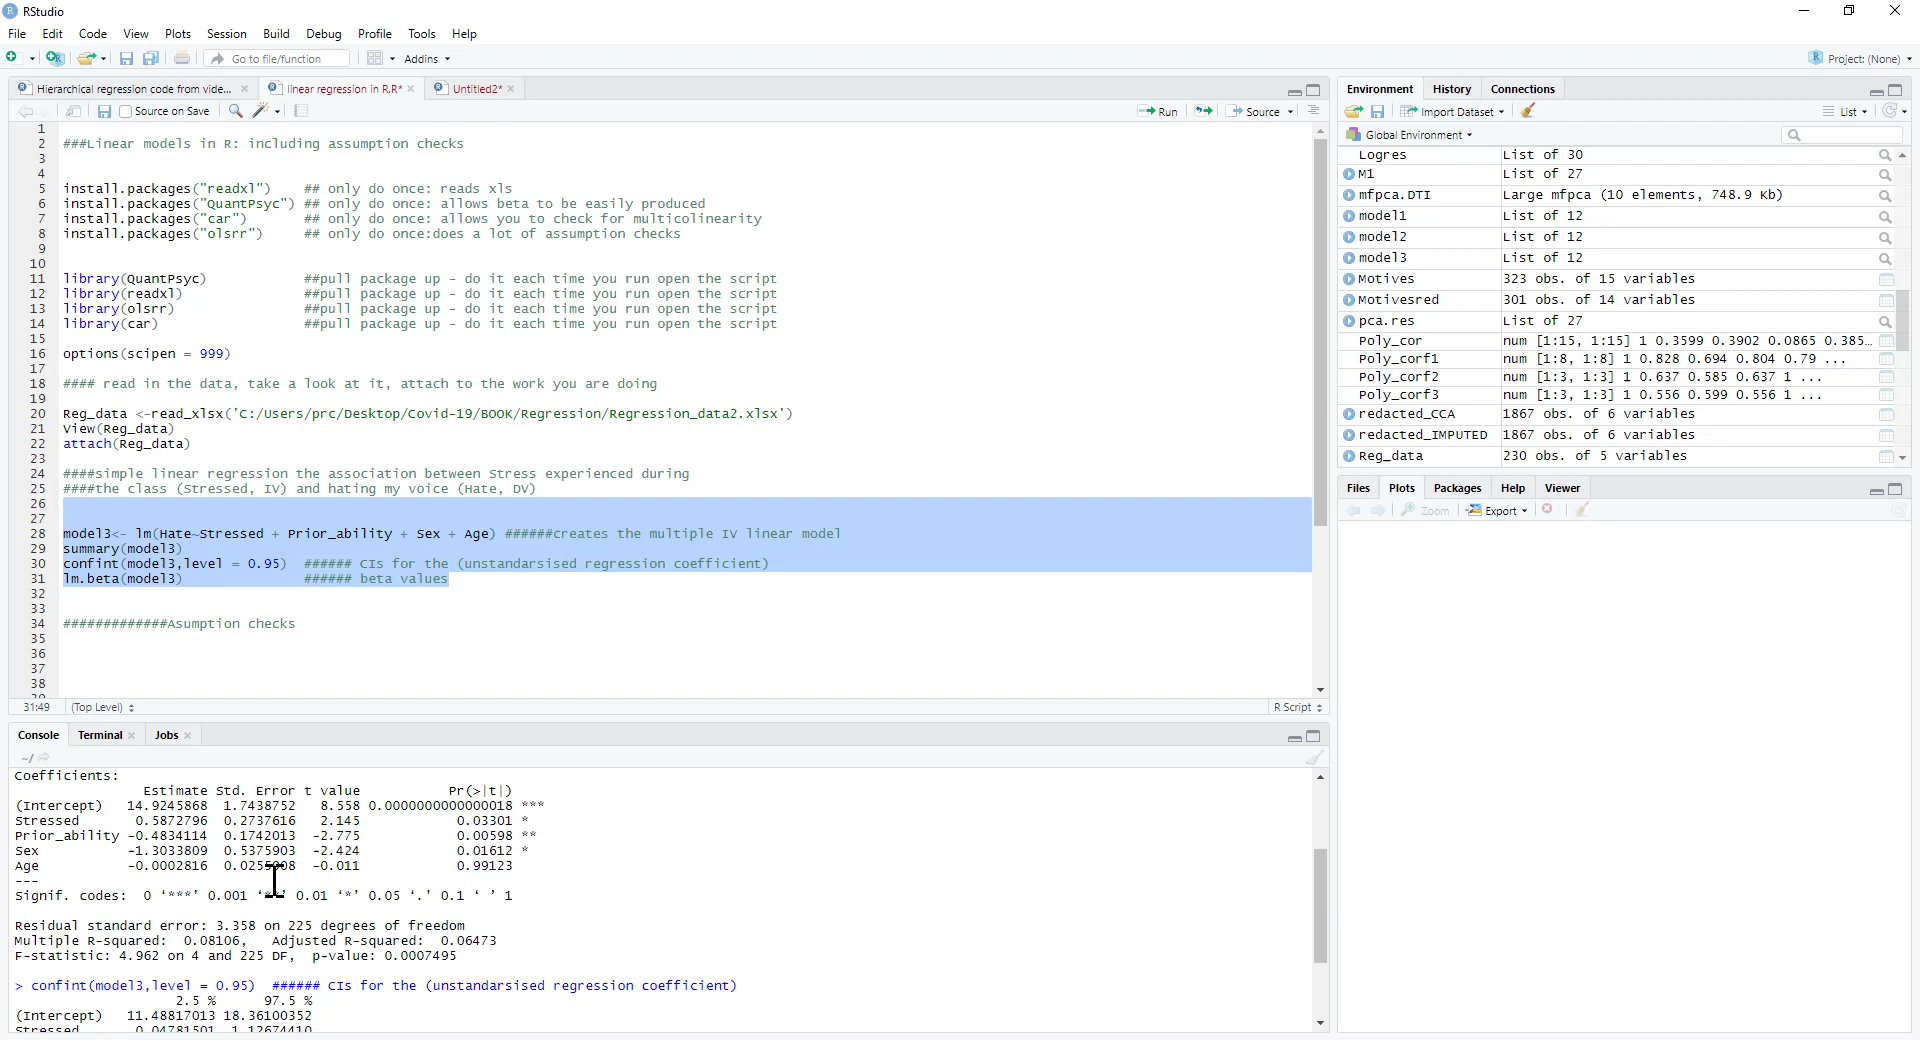 RStudio
File Edit Code View Plots Session Build Debug Profile Tools Help
Go to file/function Addins Project: (None)
Hierarchical regression code from vide... linear regression in R.R* Untitled2*
Source on Save Run Source
1
2 ###Linear models in R: including assumption checks
3
4
5 install.packages("readxl") ## only do once: reads xls
6 install.packages("QuantPsyc") ## only do once: allows beta to be easily produced
7 install.packages("car") ## only do once: allows you to check for multicolinearity
8 install.packages("olsrr") ## only do once:does a lot of assumption checks
9
10
11 library(QuantPsyc) ##pull package up - do it each time you run open the script
12 library(readxl) ##pull package up - do it each time you run open the script
13 library(olsrr) ##pull package up - do it each time you run open the script
14 library(car) ##pull package up - do it each time you run open the script
15
16 options(scipen = 999)
17
18 #### read in the data, take a look at it, attach to the work you are doing
19
20 Reg_data <-read_xlsx('C:/Users/prc/Desktop/Covid-19/BOOK/Regression/Regression_data2.xlsx')
21 View(Reg_data)
22 attach(Reg_data)
23
24 ####simple linear regression the association between Stress experienced during
25 ####the class (Stressed, IV) and hating my voice (Hate, DV)
26
27
28 model3<- lm(Hate~Stressed + Prior_ability + Sex + Age) ######creates the multiple IV linear model
29 summary(model3)
30 confint(model3,level = 0.95) ###### CIs for the (unstandarsised regression coefficient)
31 lm.beta(model3) ###### beta values
32
33
34 #############Asumption checks
35
36
37
38
31:49 (Top Level) R Script
Console Terminal Jobs
~/
Coefficients:
Estimate Std. Error t value Pr(>|t|)
(Intercept) 14.9245868 1.7438752 8.558 0.0000000000000018 ***
Stressed 0.5872796 0.2737616 2.145 0.03301 *
Prior_ability -0.4834114 0.1742013 -2.775 0.00598 **
Sex -1.3033809 0.5375903 -2.424 0.01612 *
Age -0.0002816 -0.011 0.99123
---
Signif. codes: 0 '***' 0.001 '**' 0.01 '*' 0.05 '.' 0.1 ' ' 1
Residual standard error: 3.358 on 225 degrees of freedom
Multiple R-squared: 0.08106, Adjusted R-squared: 0.06473
F-statistic: 4.962 on 4 and 225 DF, p-value: 0.0007495
> confint(model3,level = 0.95) ###### CIs for the (unstandarsised regression coefficient)
2.5 % 97.5 %
(Intercept) 11.48817013 18.36100352
Stressed 0.04781501 1.12674410
Environment History Connections
Import Dataset List
Global Environment
Logres List of 30
M1 List of 27
mfpca.DTI Large mfpca (10 elements, 748.9 Kb)
model1 List of 12
model2 List of 12
model3 List of 12
Motives 323 obs. of 15 variables
Motivesred 301 obs. of 14 variables
pca.res List of 27
Poly_cor num [1:15, 1:15] 1 0.3599 0.3902 0.0865 0.385…
Poly_corf1 num [1:8, 1:8] 1 0.828 0.694 0.804 0.79 ...
Poly_corf2 num [1:3, 1:3] 1 0.637 0.585 0.637 1 ...
Poly_corf3 num [1:3, 1:3] 1 0.556 0.599 0.556 1 ...
redacted_CCA 1867 obs. of 6 variables
redacted_IMPUTED 1867 obs. of 6 variables
Reg_data 230 obs. of 5 variables
Files Plots Packages Help Viewer
Zoom Export